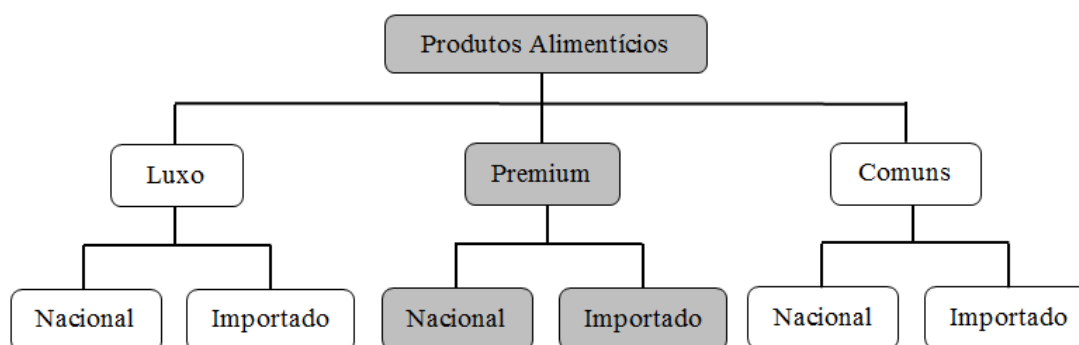 Produtos Alimentícios
Luxo
Premium
Comuns
Nacional
Importado
Nacional
Importado
Nacional
Importado